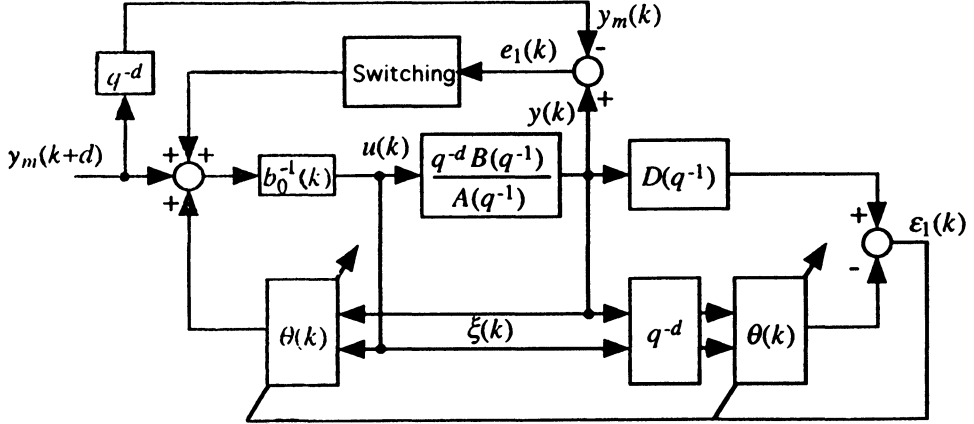 y_m(k)
-
e_1(k)
q^{-d}
Switching
+
y(k)
y_m(k+d)
+ +
u(k)
b_0^{-1}(k)
q^{-d} B(q^{-1})
A(q^{-1})
D(q^{-1})
+
+
ε_1(k)
-
θ(k)
ξ(k)
q^{-d}
θ(k)